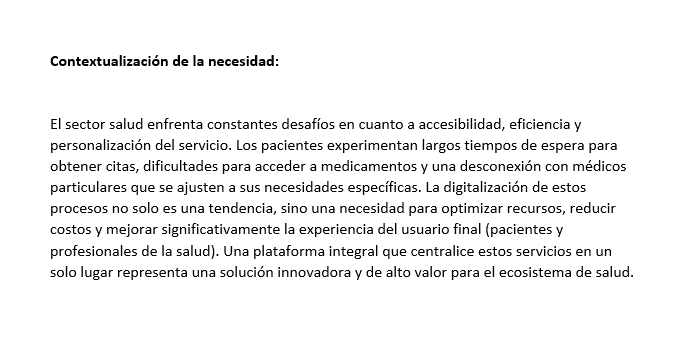 Contextualización de la necesidad:
El sector salud enfrenta constantes desafíos en cuanto a accesibilidad, eficiencia y
personalización del servicio. Los pacientes experimentan largos tiempos de espera para
obtener citas, dificultades para acceder a medicamentos y una desconexión con médicos
particulares que se ajusten a sus necesidades específicas. La digitalización de estos
procesos no solo es una tendencia, sino una necesidad para optimizar recursos, reducir
costos y mejorar significativamente la experiencia del usuario final (pacientes y
profesionales de la salud). Una plataforma integral que centralice estos servicios en un
solo lugar representa una solución innovadora y de alto valor para el ecosistema de salud.